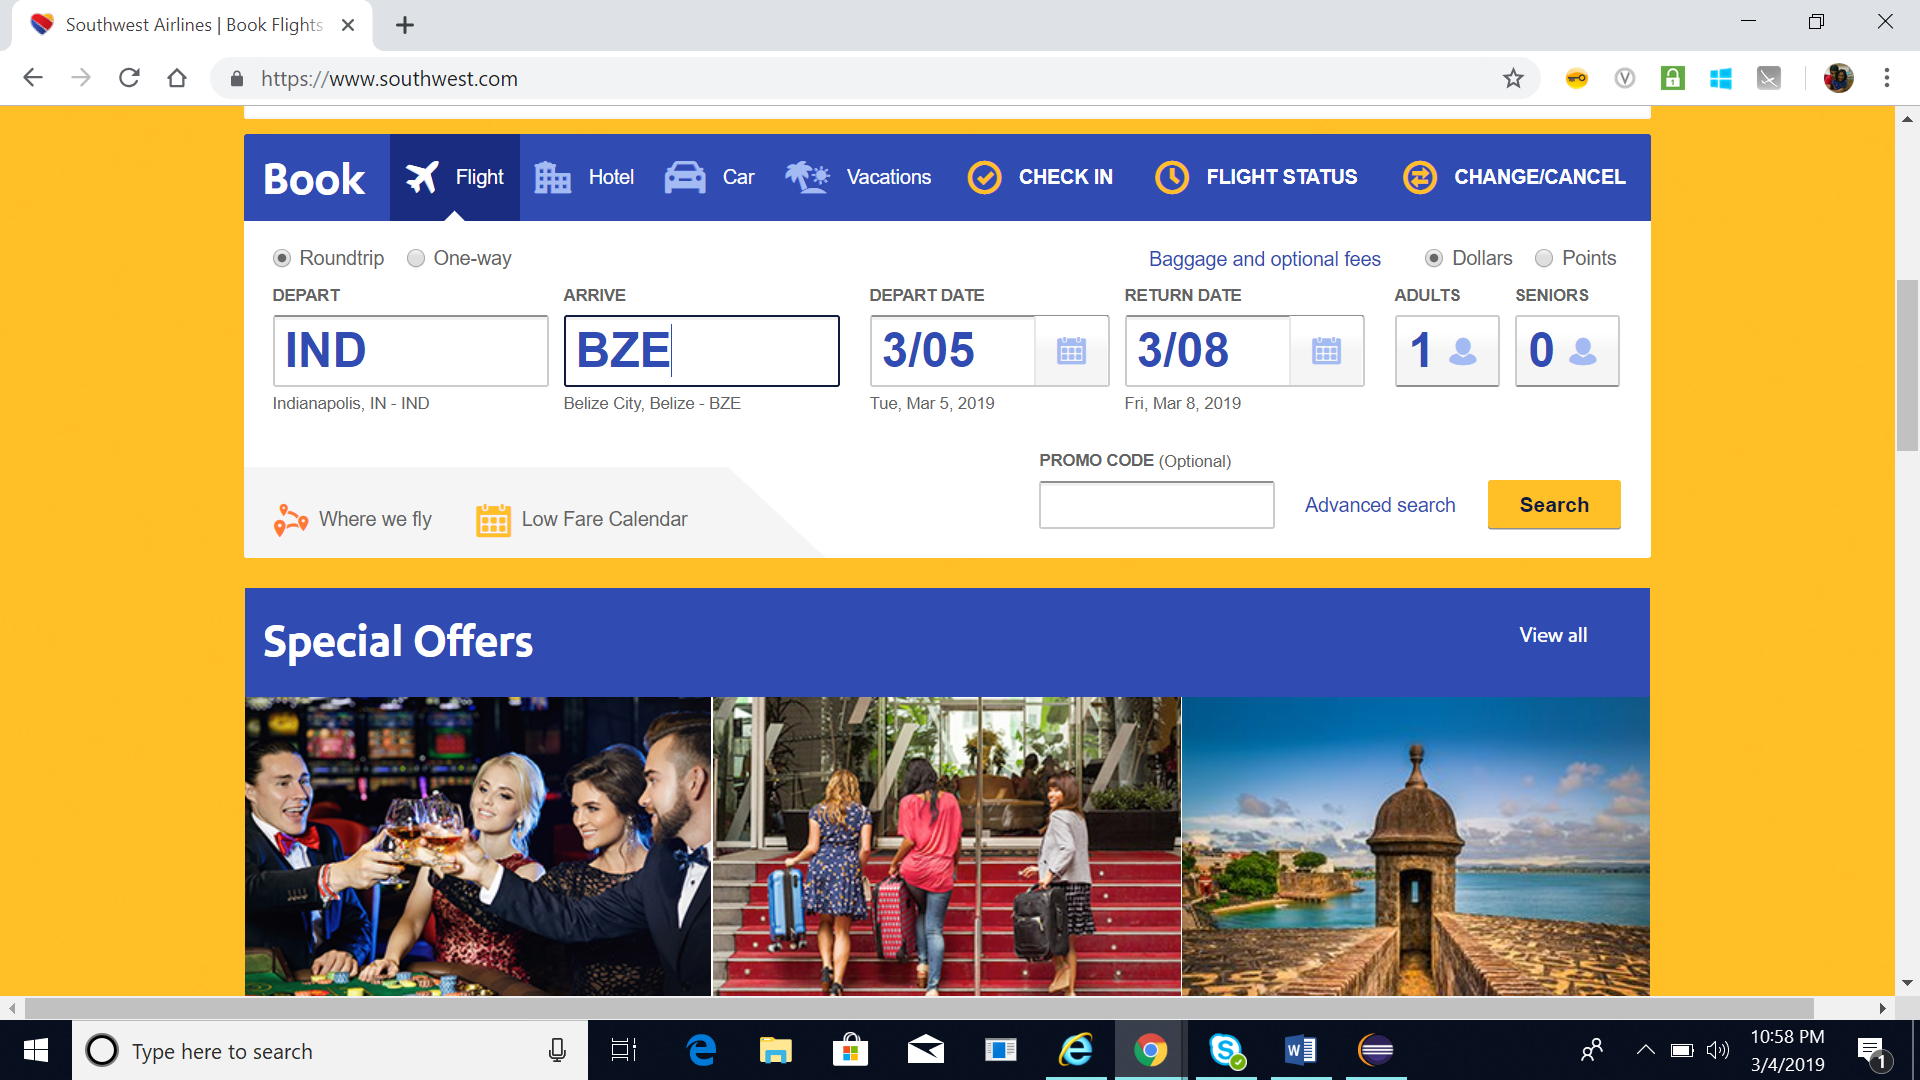 Southwest Airlines | Book Flights
https://www.southwest.com
Book Flight Hotel Car Vacations CHECK IN FLIGHT STATUS CHANGE/CANCEL
Roundtrip One-way Baggage and optional fees Dollars Points
DEPART ARRIVE DEPART DATE RETURN DATE ADULTS SENIORS
IND BZE 3/05 3/08 1 0
Indianapolis, IN - IND Belize City, Belize - BZE Tue, Mar 5, 2019 Fri, Mar 8, 2019
PROMO CODE (Optional)
Where we fly Low Fare Calendar Advanced search Search
Special Offers View all
Type here to search
10:58 PM
3/4/2019
1